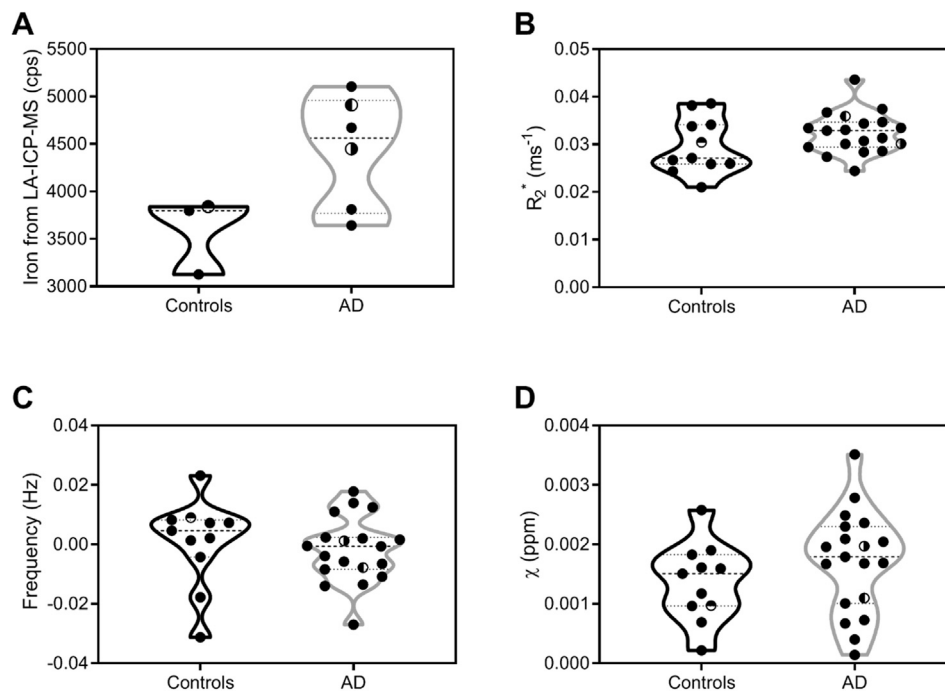 A
Iron from LA-ICP-MS (cps)
5500
5000
4500
4000
3500
3000
Controls AD
B
R2* (ms-1)
0.05
0.04
0.03
0.02
0.01
0.00
Controls AD
C
Frequency (Hz)
0.04
0.02
0.00
-0.02
-0.04
Controls AD
D
χ (ppm)
0.004
0.003
0.002
0.001
0.000
Controls AD